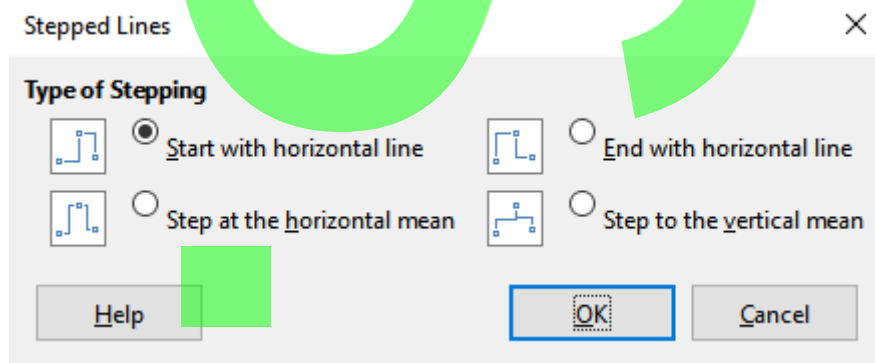 Stepped Lines
Type of Stepping
Start with horizontal line
End with horizontal line
Step at the horizontal mean
Step to the vertical mean
Help
OK
Cancel